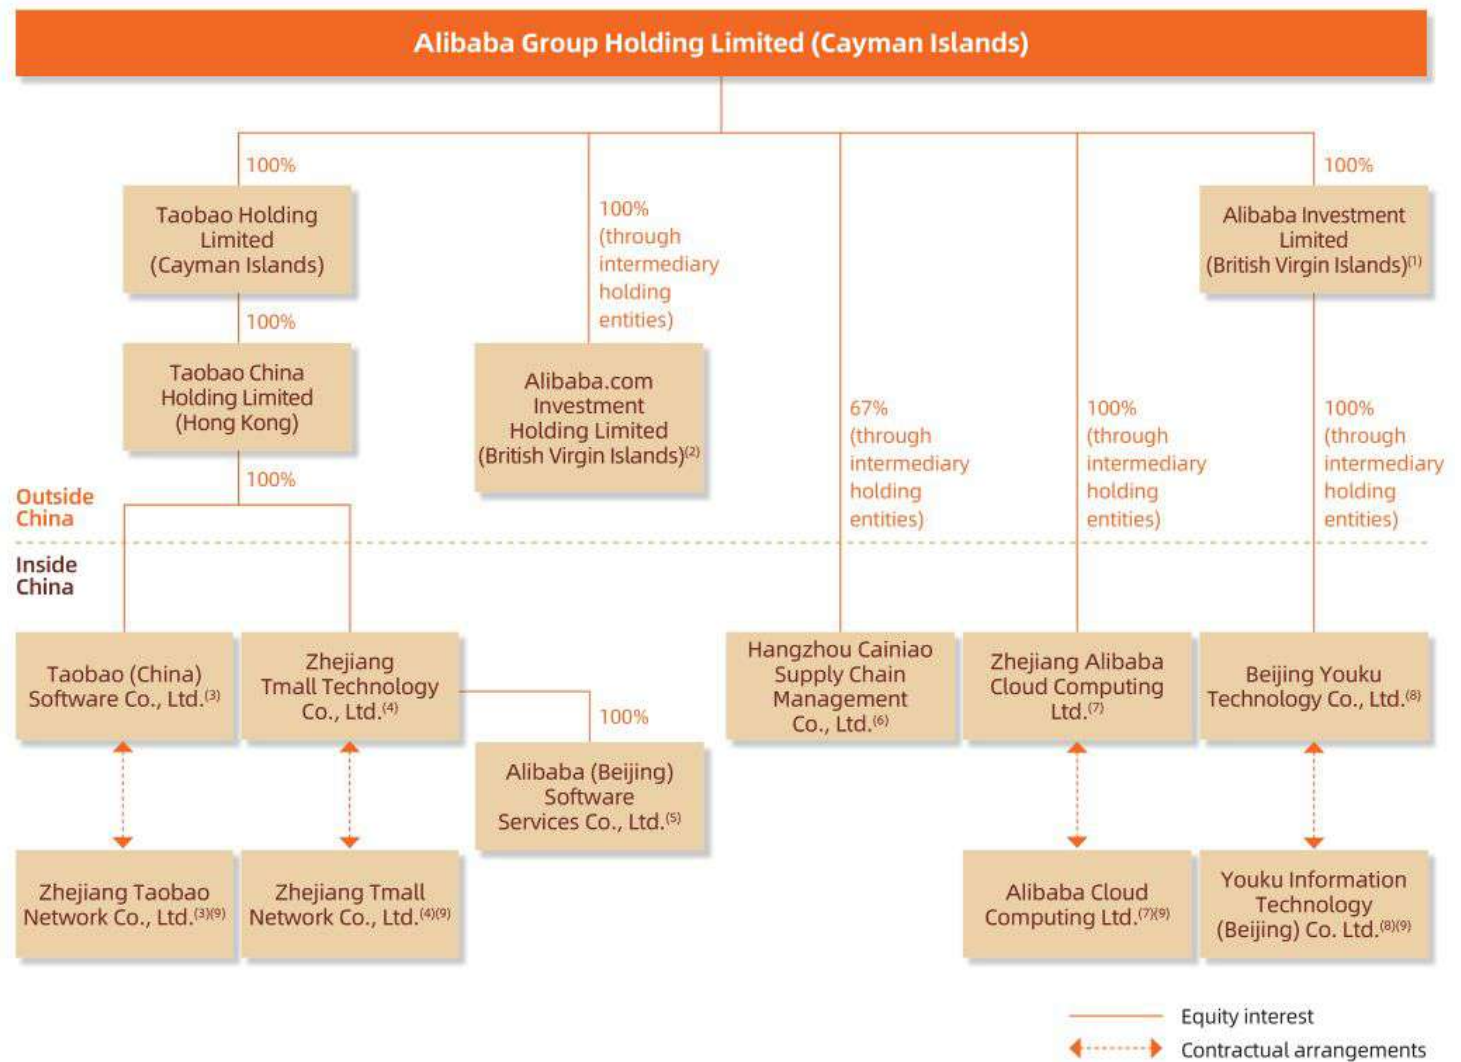 Alibaba Group Holding Limited (Cayman Islands)
100%
Taobao Holding
Limited
(Cayman Islands)
100%
Taobao China
Holding Limited
(Hong Kong)
100%
100%
(through
intermediary
holding
entities)
Alibaba.com
Investment
Holding Limited
(British Virgin Islands)(2)
67%
(through
intermediary
holding
entities)
100%
(through
intermediary
holding
entities)
100%
Alibaba Investment
Limited
(British Virgin Islands)(1)
100%
(through
intermediary
holding
entities)
Outside
China
Inside
China
Taobao (China)
Software Co., Ltd.(3)
Zhejiang
Tmall Technology
Co., Ltd.(4)
100%
Alibaba (Beijing)
Software
Services Co., Ltd.(5)
Hangzhou Cainiao
Supply Chain
Management
Co., Ltd.(6)
Zhejiang Alibaba
Cloud Computing
Ltd.(7)
Beijing Youku
Technology Co., Ltd.(8)
Zhejiang Taobao
Network Co., Ltd.(3)(9)
Zhejiang Tmall
Network Co., Ltd.(4)(9)
Alibaba Cloud
Computing Ltd.(7)(9)
Youku Information
Technology
(Beijing) Co. Ltd.(8)(9)
Equity interest
Contractual arrangements